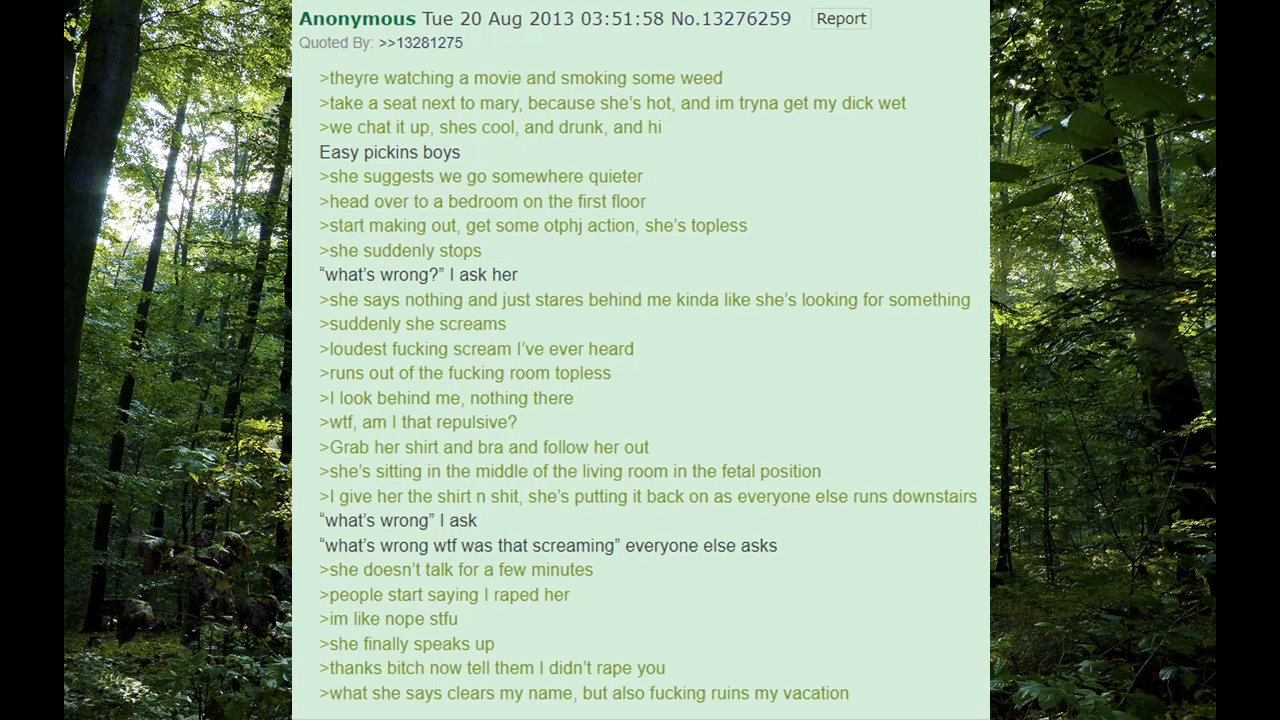 Anonymous Tue 20 Aug 2013 03:51:58 No.13276259 Report
Quoted By: >>13281275
>theyre watching a movie and smoking some weed
>take a seat next to mary, because she's hot, and im tryna get my dick wet
>we chat it up, shes cool, and drunk, and hi
Easy pickins boys
>she suggests we go somewhere quieter
>head over to a bedroom on the first floor
>start making out, get some otphj action, she's topless
>she suddenly stops
“what's wrong?” I ask her
>she says nothing and just stares behind me kinda like she's looking for something
>suddenly she screams
>loudest fucking scream I've ever heard
>runs out of the fucking room topless
>I look behind me, nothing there
>wtf, am I that repulsive?
>Grab her shirt and bra and follow her out
>she's sitting in the middle of the living room in the fetal position
>I give her the shirt n shit, she's putting it back on as everyone else runs downstairs
“what's wrong” I ask
“what's wrong wtf was that screaming” everyone else asks
>she doesn't talk for a few minutes
>people start saying I raped her
>im like nope stfu
>she finally speaks up
>thanks bitch now tell them I didn't rape you
>what she says clears my name, but also fucking ruins my vacation